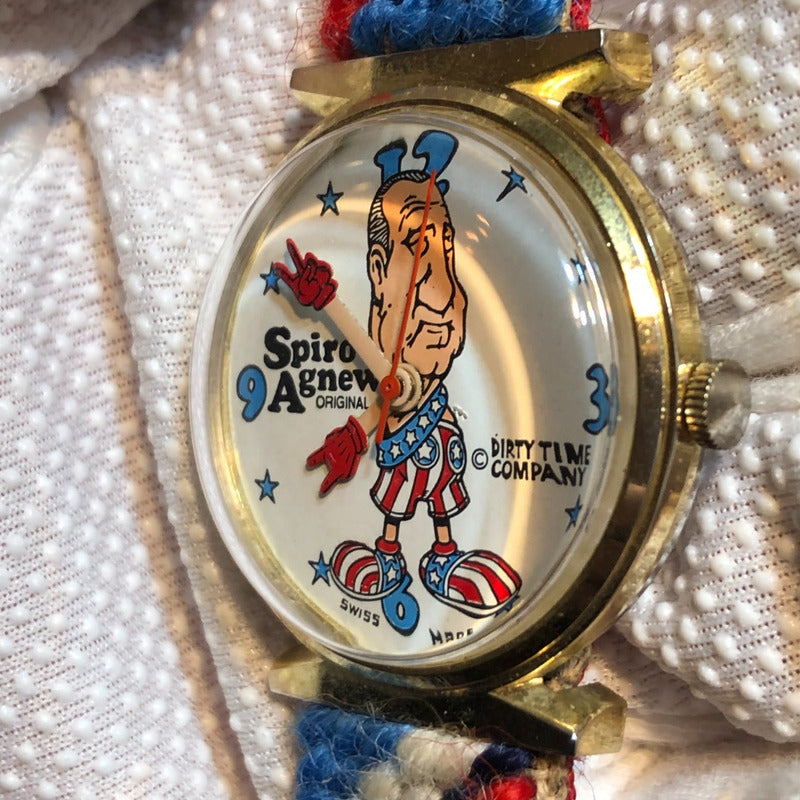 12
Spiro
Agnew
ORIGINAL
9
3
© DIRTY TIME
COMPANY
6
SWISS